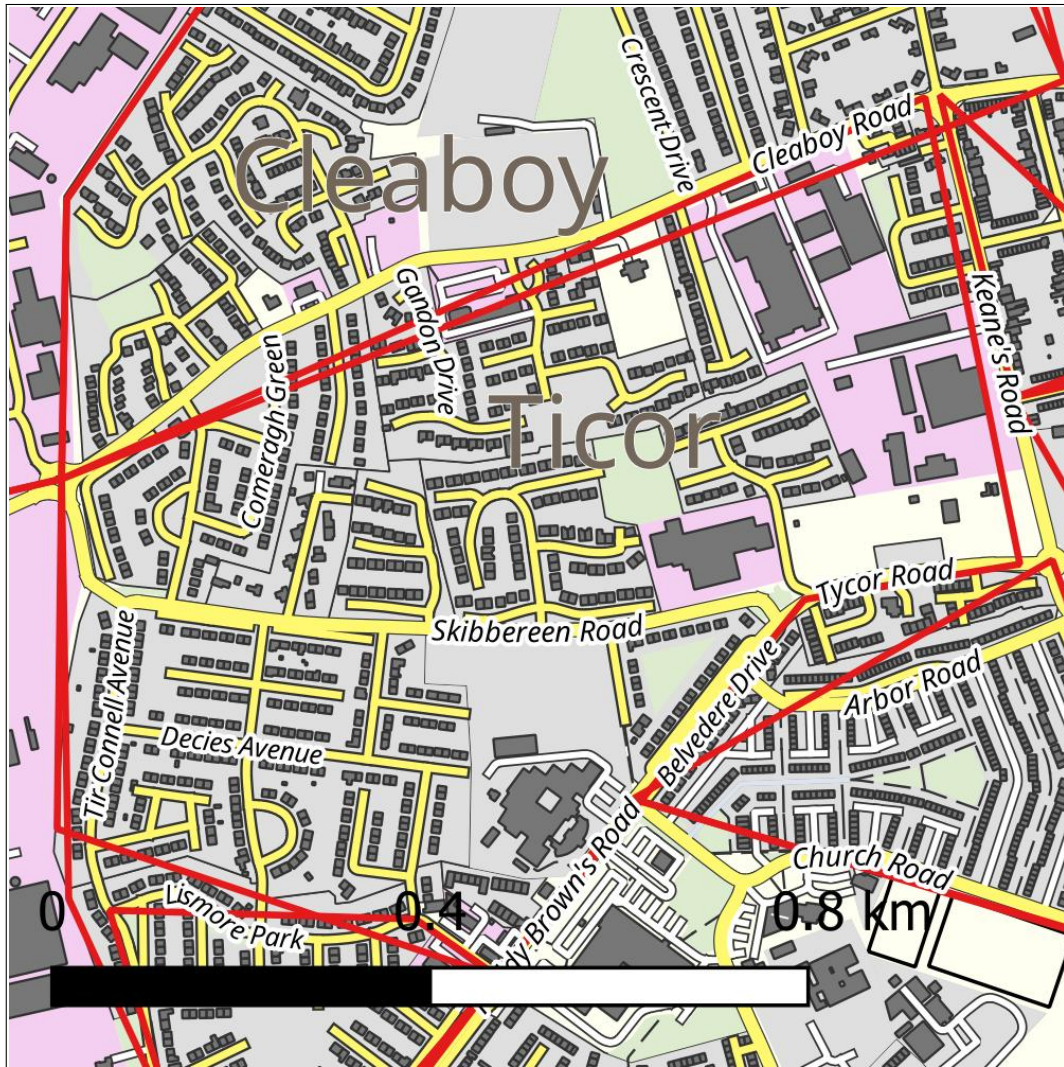 Crescent Drive
Cleaboy Road
Cleaboy
Gandon Drive
Keane's Road
Comeragh Green
Ticor
Tycor Road
Skibbereen Road
Tir Connell Avenue
Belvedere Drive
Arbor Road
Decies Avenue
dy Brown's Road
Church Road
Lismore Park
0 0.4 0.8 km